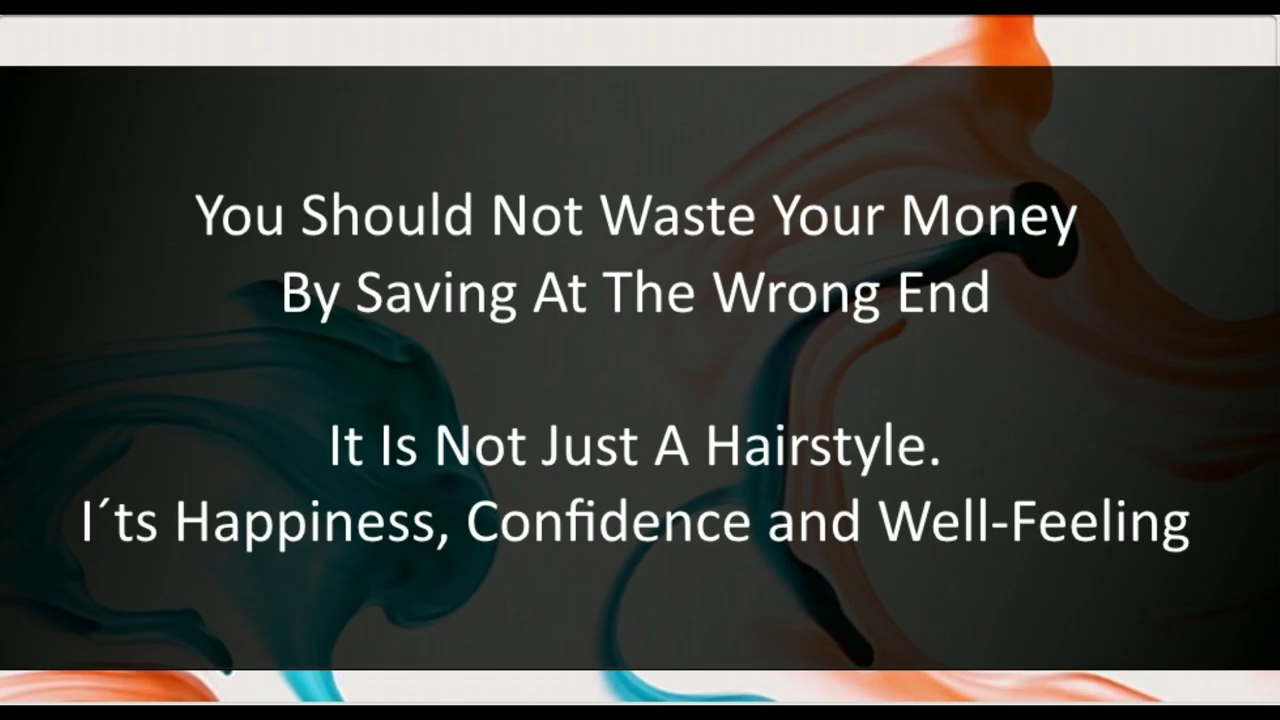 You Should Not Waste Your Money
By Saving At The Wrong End
It Is Not Just A Hairstyle.
I´ts Happiness, Confidence and Well-Feeling